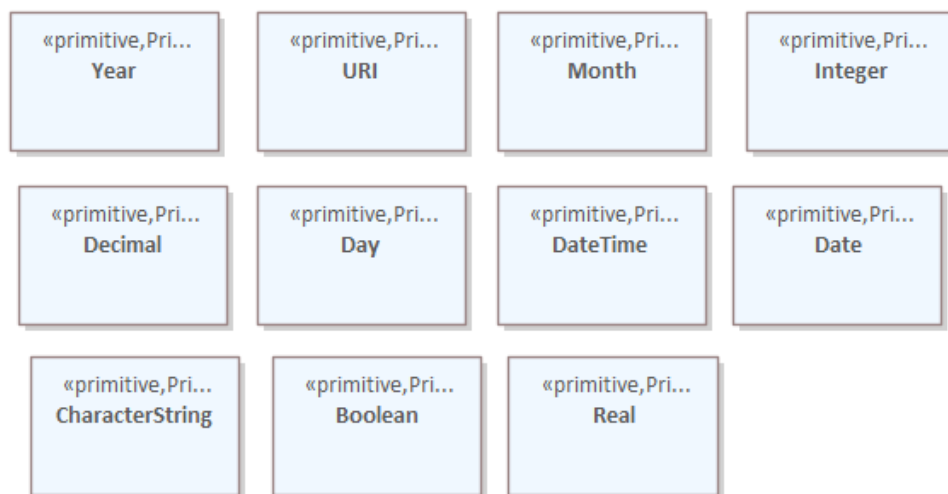 «primitive,Pri...
Year
«primitive,Pri...
URI
«primitive,Pri...
Month
«primitive,Pri...
Integer
«primitive,Pri...
Decimal
«primitive,Pri...
Day
«primitive,Pri...
DateTime
«primitive,Pri...
Date
«primitive,Pri...
CharacterString
«primitive,Pri...
Boolean
«primitive,Pri...
Real